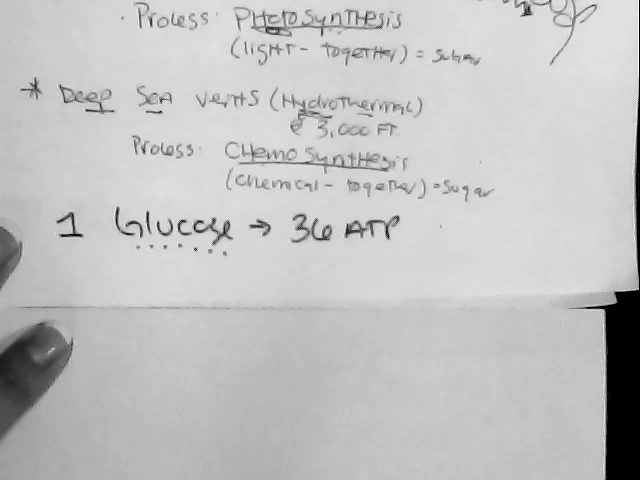 · Process: Photosynthesis
(light - together) = sugar
* Deep Sea vents (Hydrothermal)
@ 3,000 FT
Process: Chemosynthesis
(chemical - together) = sugar
1 Glucose → 36 ATP